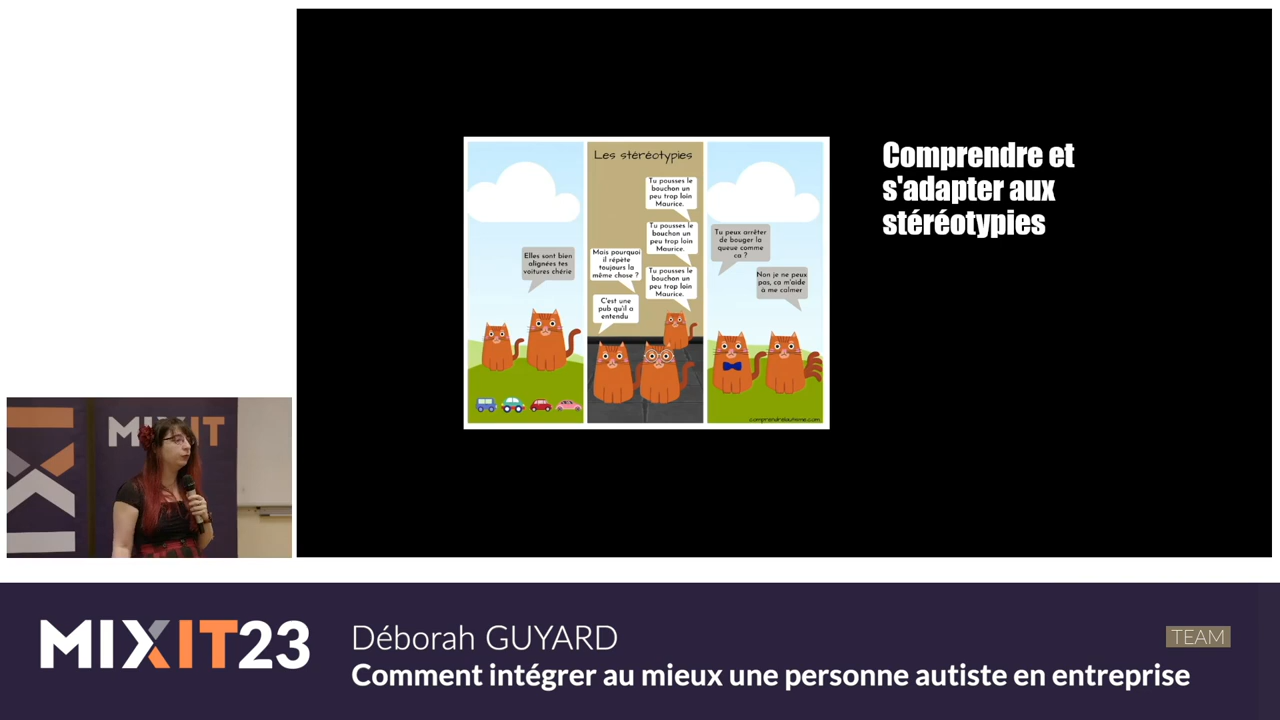 Les stéréotypies
Elles sont bien
alignées tes
voitures chérie
Tu pousses le
bouchon un
peu trop loin
Maurice.
Tu pousses le
bouchon un
peu trop loin
Maurice.
Mais pourquoi
il répète
toujours la
même chose ?
Tu pousses le
bouchon un
peu trop loin
Maurice.
C'est une
pub qu'il a
entendu
Tu peux arrêter
de bouger la
queue comme
ca ?
Non je ne peux
pas, ca m'aide
à me calmer
comprendrelautisme.com
Comprendre et
s'adapter aux
stéréotypies
MIXIT
MIXIT23
Déborah GUYARD
TEAM
Comment intégrer au mieux une personne autiste en entreprise